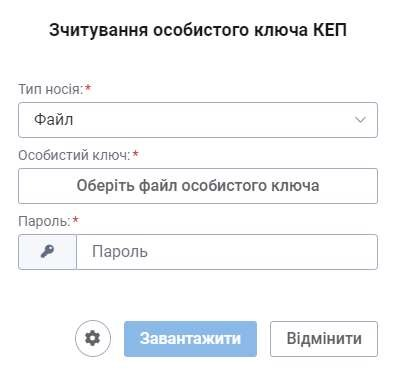 Зчитування особистого ключа КЕП
Тип носія:*
Файл
Особистий ключ:*
Оберіть файл особистого ключа
Пароль:*
Пароль
Завантажити
Відмінити